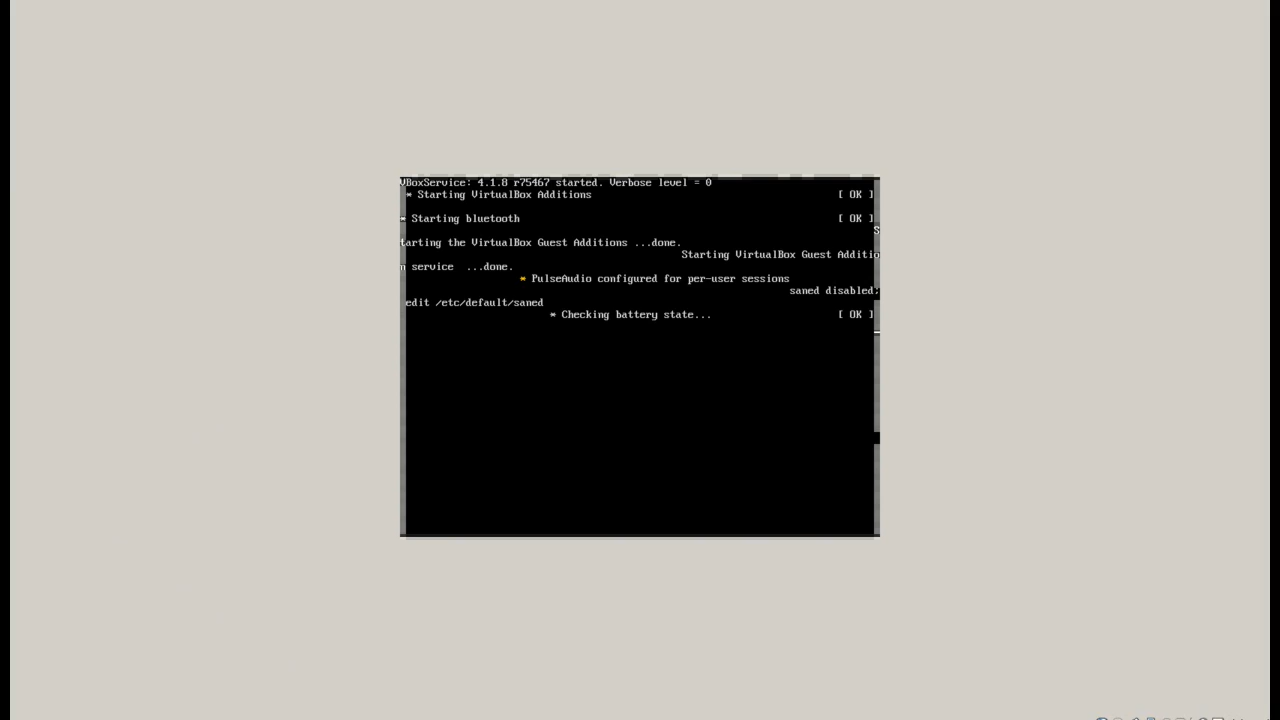 VBoxService: 4.1.8 r75467 started. Verbose level = 0
* Starting VirtualBox Additions [ OK ]
* Starting bluetooth [ OK ]
S
tarting the VirtualBox Guest Additions ...done.
Starting VirtualBox Guest Additio
n service ...done.
* PulseAudio configured for per-user sessions
saned disabled;
edit /etc/default/saned
* Checking battery state... [ OK ]